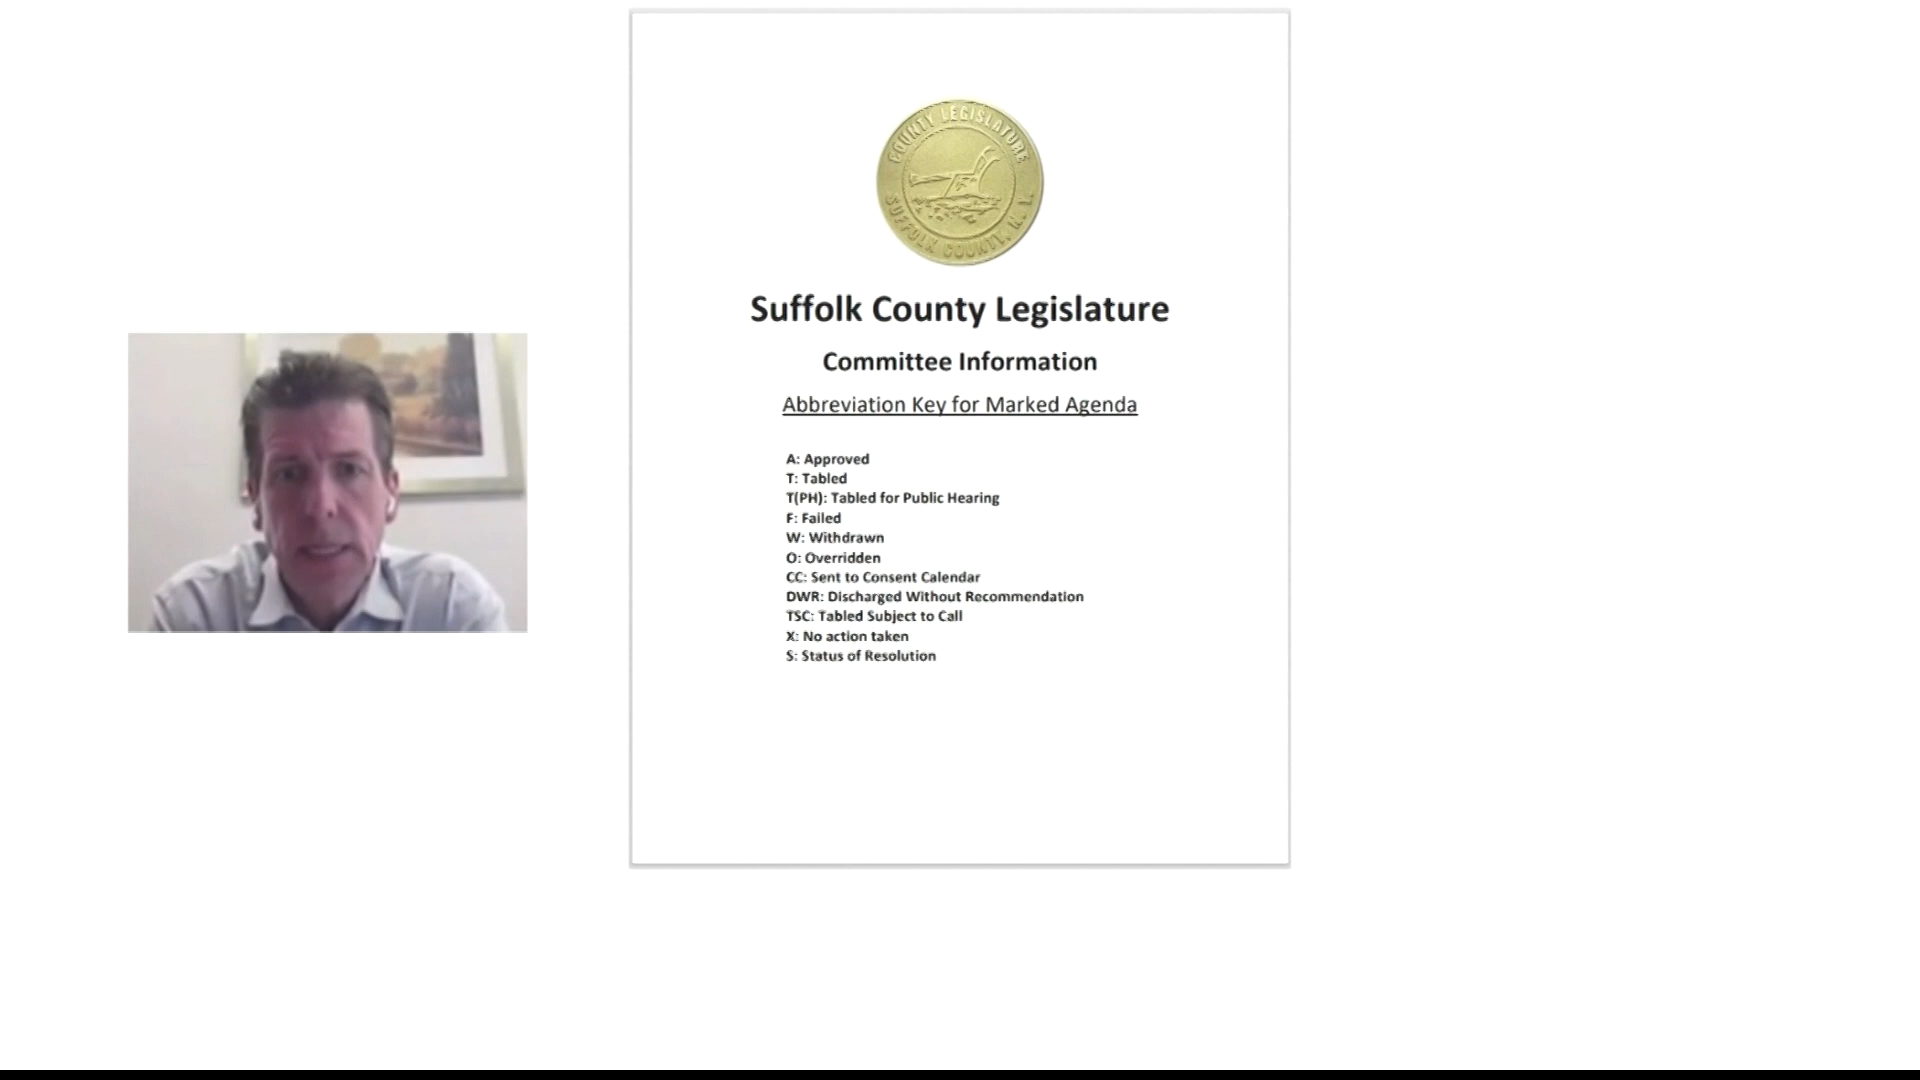 COUNTY LEGISLATURE
SUFFOLK COUNTY, N.Y.
Suffolk County Legislature
Committee Information
Abbreviation Key for Marked Agenda
A: Approved
T: Tabled
T(PH): Tabled for Public Hearing
F: Failed
W: Withdrawn
O: Overridden
CC: Sent to Consent Calendar
DWR: Discharged Without Recommendation
TSC: Tabled Subject to Call
X: No action taken
S: Status of Resolution